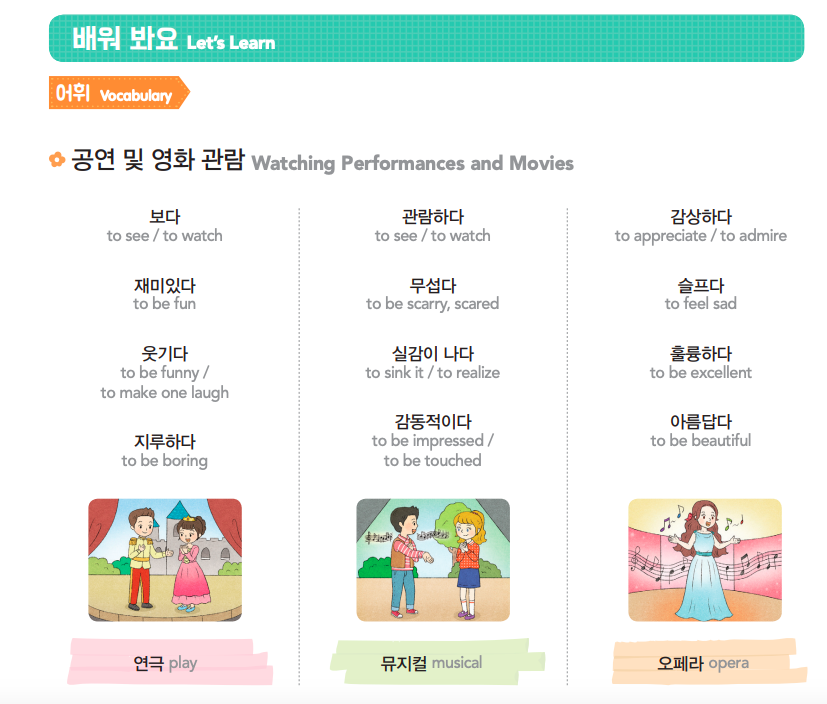 배워 봐요 Let's Learn
어휘 Vocabulary
공연 및 영화 관람 Watching Performances and Movies
보다
to see / to watch
재미있다
to be fun
웃기다
to be funny /
to make one laugh
지루하다
to be boring
연극 play
관람하다
to see / to watch
무섭다
to be scarry, scared
실감이 나다
to sink it / to realize
감동적이다
to be impressed /
to be touched
뮤지컬 musical
감상하다
to appreciate / to admire
슬프다
to feel sad
훌륭하다
to be excellent
아름답다
to be beautiful
오페라 opera